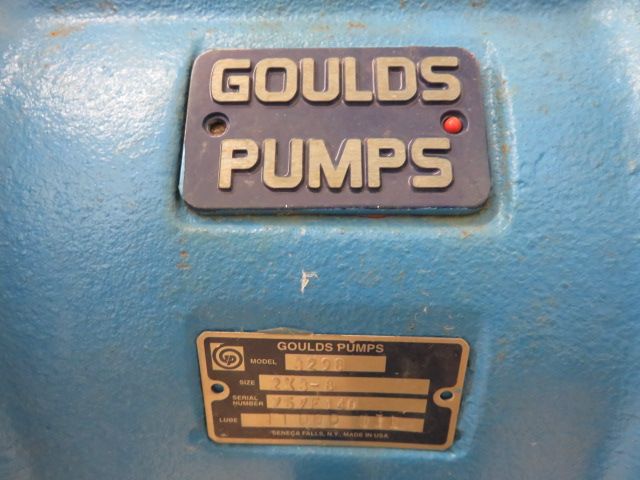 GOULDS
PUMPS
GOULDS PUMPS
MODEL
SIZE 2X3-8
SERIAL NUMBER
LUBE
SENECA FALLS, N.Y. MADE IN USA